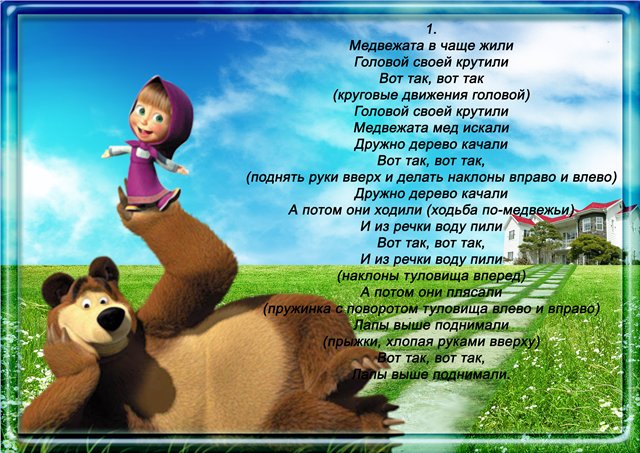 1.
Медвежата в чаще жили
Головой своей крутили
Вот так, вот так
(круговые движения головой)
Головой своей крутили
Медвежата мед искали
Дружно дерево качали
Вот так, вот так,
(поднять руки вверх и делать наклоны вправо и влево)
Дружно дерево качали
А потом они ходили (ходьба по-медвежьи)
И из речки воду пили
Вот так, вот так,
И из речки воду пили
(наклоны туловища вперед)
А потом они плясали
(пружинка с поворотом туловища влево и вправо)
Лапы выше поднимали
(прыжки, хлопая руками вверху)
Вот так, вот так,
Лапы выше поднимали.